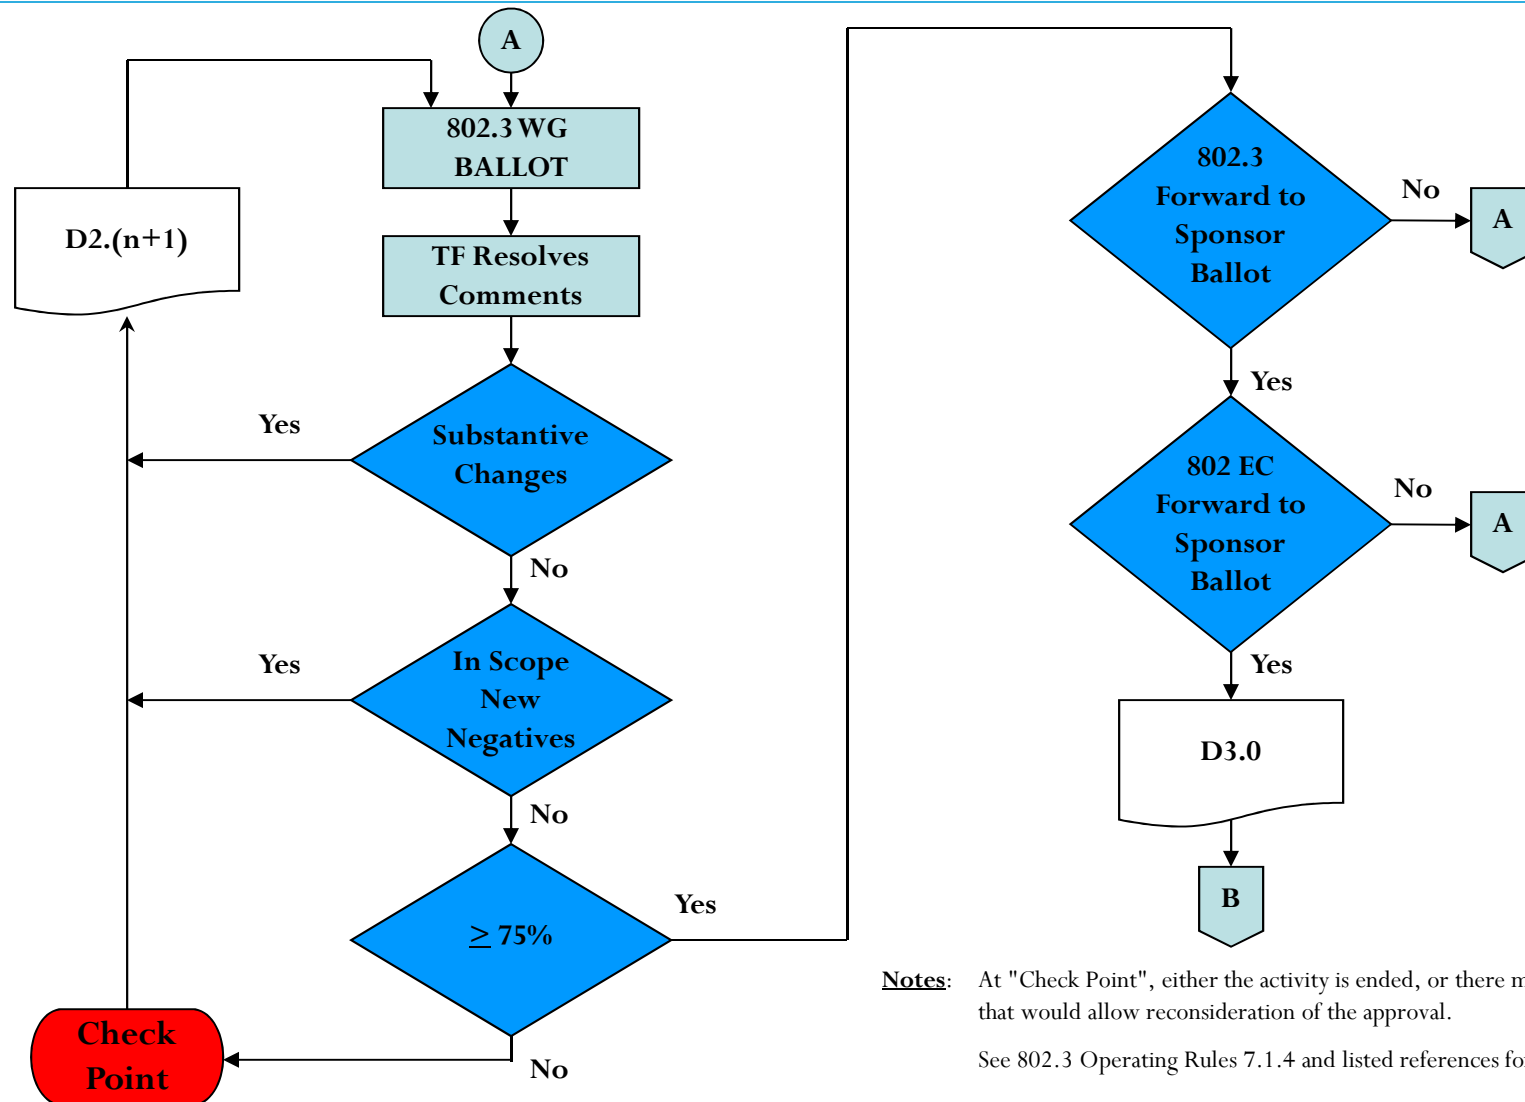 A
802.3 WG
BALLOT
D2.(n+1)
TF Resolves
Comments
Yes
Substantive
Changes
No
Yes
In Scope
New
Negatives
No
≥ 75%
Yes
No
Check
Point
802.3
Forward to
Sponsor
Ballot
No
A
Yes
802 EC
Forward to
Sponsor
Ballot
No
A
Yes
D3.0
B
Notes: At "Check Point", either the activity is ended, or there
that would allow reconsideration of the approval.
See 802.3 Operating Rules 7.1.4 and listed references